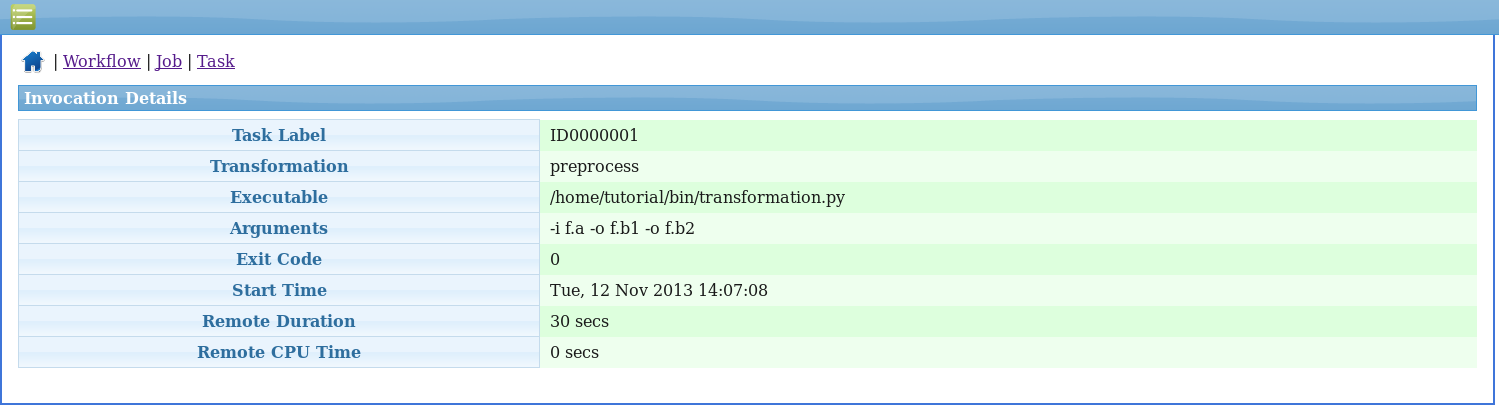 | Workflow | Job | Task
Invocation Details
Task Label ID0000001
Transformation preprocess
Executable /home/tutorial/bin/transformation.py
Arguments -i f.a -o f.b1 -o f.b2
Exit Code 0
Start Time Tue, 12 Nov 2013 14:07:08
Remote Duration 30 secs
Remote CPU Time 0 secs